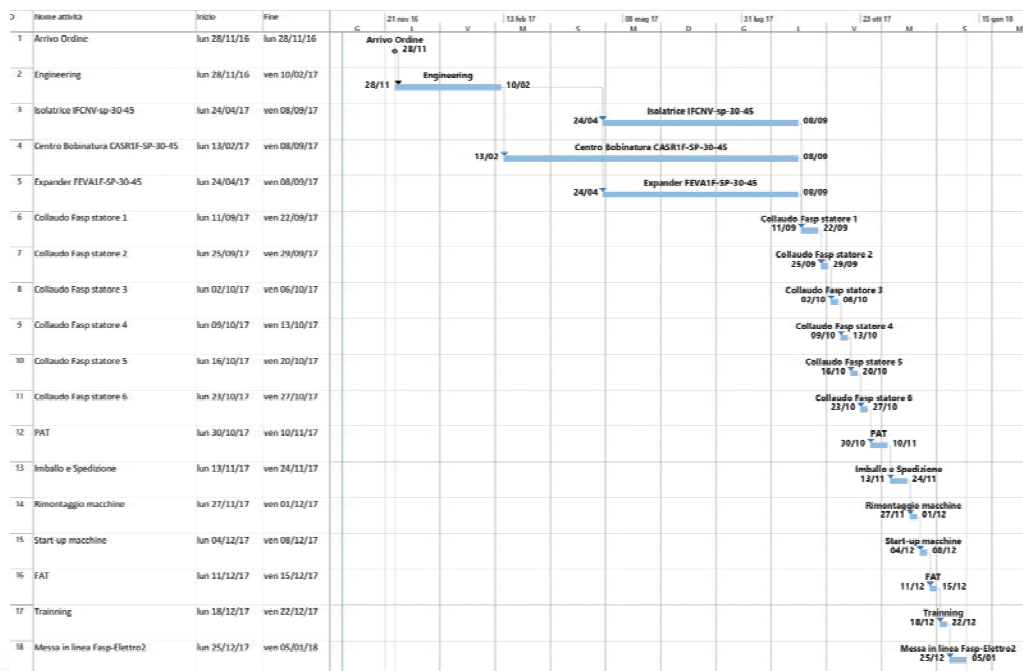 D Nome attività Inizio Fine 21 nov 16 13 feb 17 08 mag 17 31 lug 17 23 ott 17 15 gen 18
G L V M S M D G L V M S M
1 Arrivo Ordine lun 28/11/16 lun 28/11/16 Arrivo Ordine
28/11
2 Engineering lun 28/11/16 ven 10/02/17 Engineering
28/11 10/02
3 Isolatrice IFCNV-sp-30-45 lun 24/04/17 ven 08/09/17 Isolatrice IFCNV-sp-30-45
24/04 08/09
4 Centro Bobinatura CASR1F-SP-30-45 lun 13/02/17 ven 08/09/17 Centro Bobinatura CASR1F-SP-30-45
13/02 08/09
5 Expander FEVA1F-SP-30-45 lun 24/04/17 ven 08/09/17 Expander FEVA1F-SP-30-45
24/04 08/09
6 Collaudo Fasp statore 1 lun 11/09/17 ven 22/09/17 Collaudo Fasp statore 1
11/09 22/09
7 Collaudo Fasp statore 2 lun 25/09/17 ven 29/09/17 Collaudo Fasp statore 2
25/09 29/09
8 Collaudo Fasp statore 3 lun 02/10/17 ven 06/10/17 Collaudo Fasp statore 3
02/10 06/10
9 Collaudo Fasp statore 4 lun 09/10/17 ven 13/10/17 Collaudo Fasp statore 4
09/10 13/10
10 Collaudo Fasp statore 5 lun 16/10/17 ven 20/10/17 Collaudo Fasp statore 5
16/10 20/10
11 Collaudo Fasp statore 6 lun 23/10/17 ven 27/10/17 Collaudo Fasp statore 6
23/10 27/10
12 PAT lun 30/10/17 ven 10/11/17 PAT
30/10 10/11
13 Imballo e Spedizione lun 13/11/17 ven 24/11/17 Imballo e Spedizione
13/11 24/11
14 Rimontaggio macchine lun 27/11/17 ven 01/12/17 Rimontaggio macchine
27/11 01/12
15 Start-up macchine lun 04/12/17 ven 08/12/17 Start-up macchine
04/12 08/12
16 FAT lun 11/12/17 ven 15/12/17 FAT
11/12 15/12
17 Trainning lun 18/12/17 ven 22/12/17 Trainning
18/12 22/12
18 Messa in linea Fasp-Elettro2 lun 25/12/17 ven 05/01/18 Messa in linea Fasp-Elettro2
25/12 05/01